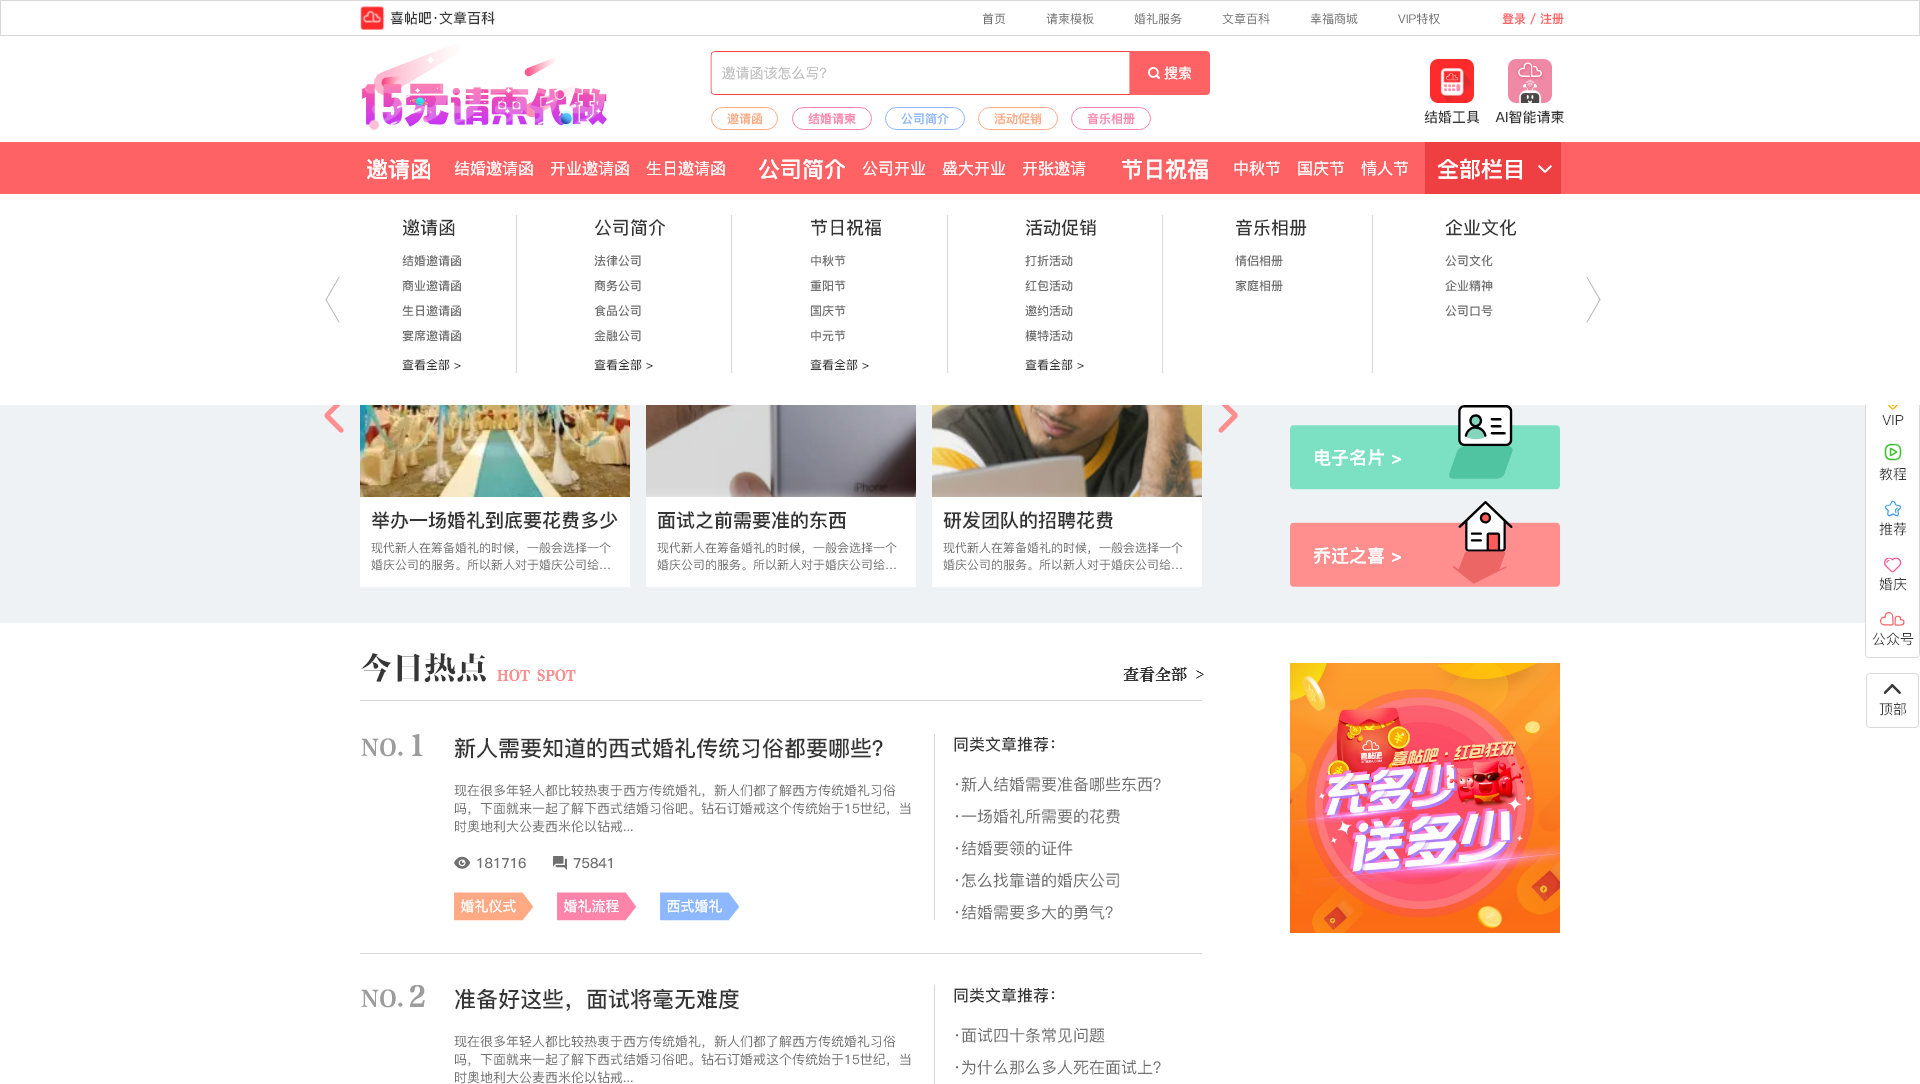 喜帖吧·文章百科
首页 请柬模板 婚礼服务 文章百科 幸福商城 VIP特权 登录 / 注册
15元请柬代做
邀请函该怎么写?
搜索
邀请函 结婚请柬 公司简介 活动促销 音乐相册
结婚工具 AI智能请柬
邀请函 结婚邀请函 开业邀请函 生日邀请函 公司简介 公司开业 盛大开业 开张邀请 节日祝福 中秋节 国庆节 情人节 全部栏目
邀请函
结婚邀请函
商业邀请函
生日邀请函
宴席邀请函
查看全部 >
公司简介
法律公司
商务公司
食品公司
金融公司
查看全部 >
节日祝福
中秋节
重阳节
国庆节
中元节
查看全部 >
活动促销
打折活动
红包活动
邀约活动
模特活动
查看全部 >
音乐相册
情侣相册
家庭相册
企业文化
公司文化
企业精神
公司口号
iPhone
举办一场婚礼到底要花费多少
现代新人在筹备婚礼的时候，一般会选择一个
婚庆公司的服务。所以新人对于婚庆公司给...
面试之前需要准的东西
现代新人在筹备婚礼的时候，一般会选择一个
婚庆公司的服务。所以新人对于婚庆公司给...
研发团队的招聘花费
现代新人在筹备婚礼的时候，一般会选择一个
婚庆公司的服务。所以新人对于婚庆公司给...
电子名片 >
乔迁之喜 >
VIP
教程
推荐
婚庆
公众号
顶部
今日热点 HOT SPOT
查看全部 >
NO. 1
新人需要知道的西式婚礼传统习俗都要哪些?
现在很多年轻人都比较热衷于西方传统婚礼，新人们都了解西方传统婚礼习俗
吗，下面就来一起了解下西式结婚习俗吧。钻石订婚戒这个传统始于15世纪，当
时奥地利大公麦西米伦以钻戒...
181716 75841
婚礼仪式 婚礼流程 西式婚礼
同类文章推荐：
·新人结婚需要准备哪些东西?
·一场婚礼所需要的花费
·结婚要领的证件
·怎么找靠谱的婚庆公司
·结婚需要多大的勇气?
喜帖吧·红包狂欢
充多少
送多少
NO. 2
准备好这些，面试将毫无难度
现在很多年轻人都比较热衷于西方传统婚礼，新人们都了解西方传统婚礼习俗
吗，下面就来一起了解下西式结婚习俗吧。钻石订婚戒这个传统始于15世纪，当
时奥地利大公麦西米伦以钻戒...
同类文章推荐：
·面试四十条常见问题
·为什么那么多人死在面试上?